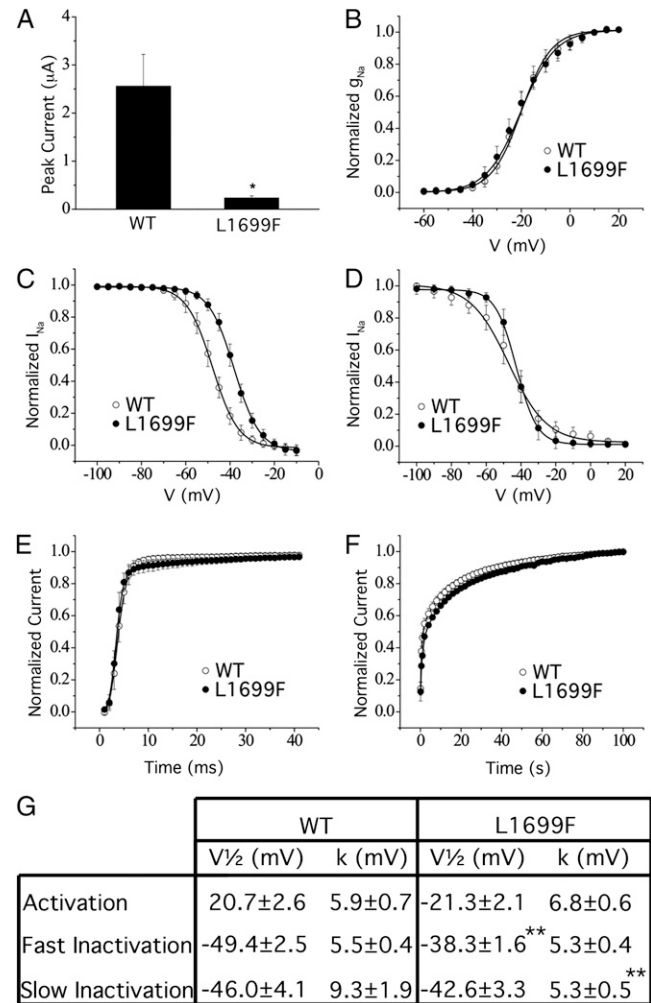 A
Peak Current (μA)
4
3
2
1
0
*
WT
L1699F
B
Normalized gNa
1.0
0.8
0.6
0.4
0.2
0.0
WT
L1699F
-60 -40 -20 0 20
V (mV)
C
Normalized INa
1.0
0.8
0.6
0.4
0.2
0.0
WT
L1699F
-100 -80 -60 -40 -20 0
V (mV)
D
Normalized INa
1.0
0.8
0.6
0.4
0.2
0.0
WT
L1699F
-100 -80 -60 -40 -20 0 20
V (mV)
E
Normalized Current
1.0
0.8
0.6
0.4
0.2
0.0
WT
L1699F
0 10 20 30 40
Time (ms)
F
Normalized Current
1.0
0.8
0.6
0.4
0.2
0.0
WT
L1699F
0 20 40 60 80 100
Time (s)
G
WT L1699F
V½ (mV) k (mV) V½ (mV) k (mV)
Activation 20.7±2.6 5.9±0.7 -21.3±2.1 6.8±0.6
Fast Inactivation -49.4±2.5 5.5±0.4 -38.3±1.6** 5.3±0.4
Slow Inactivation -46.0±4.1 9.3±1.9 -42.6±3.3 5.3±0.5**